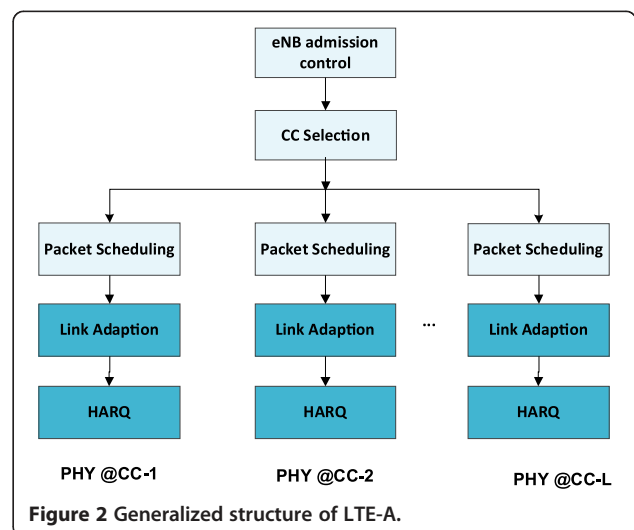 eNB admission
control
CC Selection
Packet Scheduling
Packet Scheduling
Packet Scheduling
Link Adaption
Link Adaption
...
Link Adaption
HARQ
HARQ
HARQ
PHY @CC-1
PHY @CC-2
PHY @CC-L
Figure 2 Generalized structure of LTE-A.